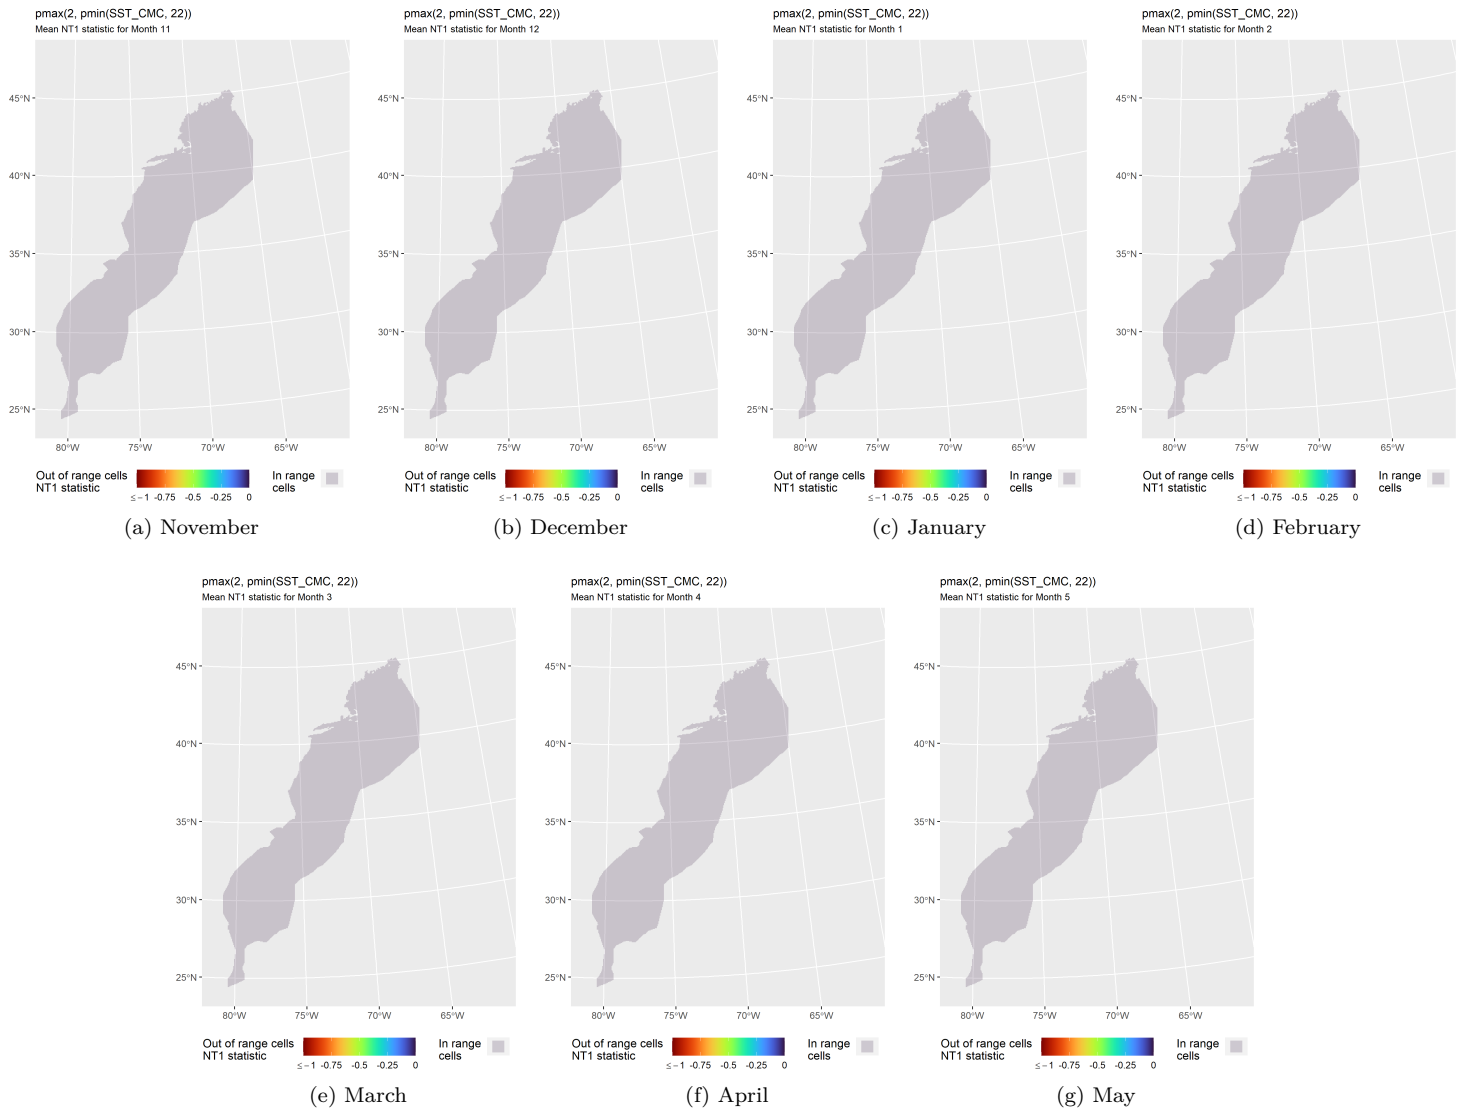 pmax(2, pmin(SST_CMC, 22))
Mean NT1 statistic for Month 11
45°N
40°N
35°N
30°N
25°N
80°W 75°W 70°W 65°W
Out of range cells
NT1 statistic
≤ − 1 -0.75 -0.5 -0.25 0
In range
cells
(a) November
pmax(2, pmin(SST_CMC, 22))
Mean NT1 statistic for Month 12
45°N
40°N
35°N
30°N
25°N
80°W 75°W 70°W 65°W
Out of range cells
NT1 statistic
≤ − 1 -0.75 -0.5 -0.25 0
In range
cells
(b) December
pmax(2, pmin(SST_CMC, 22))
Mean NT1 statistic for Month 1
45°N
40°N
35°N
30°N
25°N
80°W 75°W 70°W 65°W
Out of range cells
NT1 statistic
≤ − 1 -0.75 -0.5 -0.25 0
In range
cells
(c) January
pmax(2, pmin(SST_CMC, 22))
Mean NT1 statistic for Month 2
45°N
40°N
35°N
30°N
25°N
80°W 75°W 70°W 65°W
Out of range cells
NT1 statistic
≤ − 1 -0.75 -0.5 -0.25 0
In range
cells
(d) February
pmax(2, pmin(SST_CMC, 22))
Mean NT1 statistic for Month 3
45°N
40°N
35°N
30°N
25°N
80°W 75°W 70°W 65°W
Out of range cells
NT1 statistic
≤ − 1 -0.75 -0.5 -0.25 0
In range
cells
(e) March
pmax(2, pmin(SST_CMC, 22))
Mean NT1 statistic for Month 4
45°N
40°N
35°N
30°N
25°N
80°W 75°W 70°W 65°W
Out of range cells
NT1 statistic
≤ − 1 -0.75 -0.5 -0.25 0
In range
cells
(f) April
pmax(2, pmin(SST_CMC, 22))
Mean NT1 statistic for Month 5
45°N
40°N
35°N
30°N
25°N
80°W 75°W 70°W 65°W
Out of range cells
NT1 statistic
≤ − 1 -0.75 -0.5 -0.25 0
In range
cells
(g) May